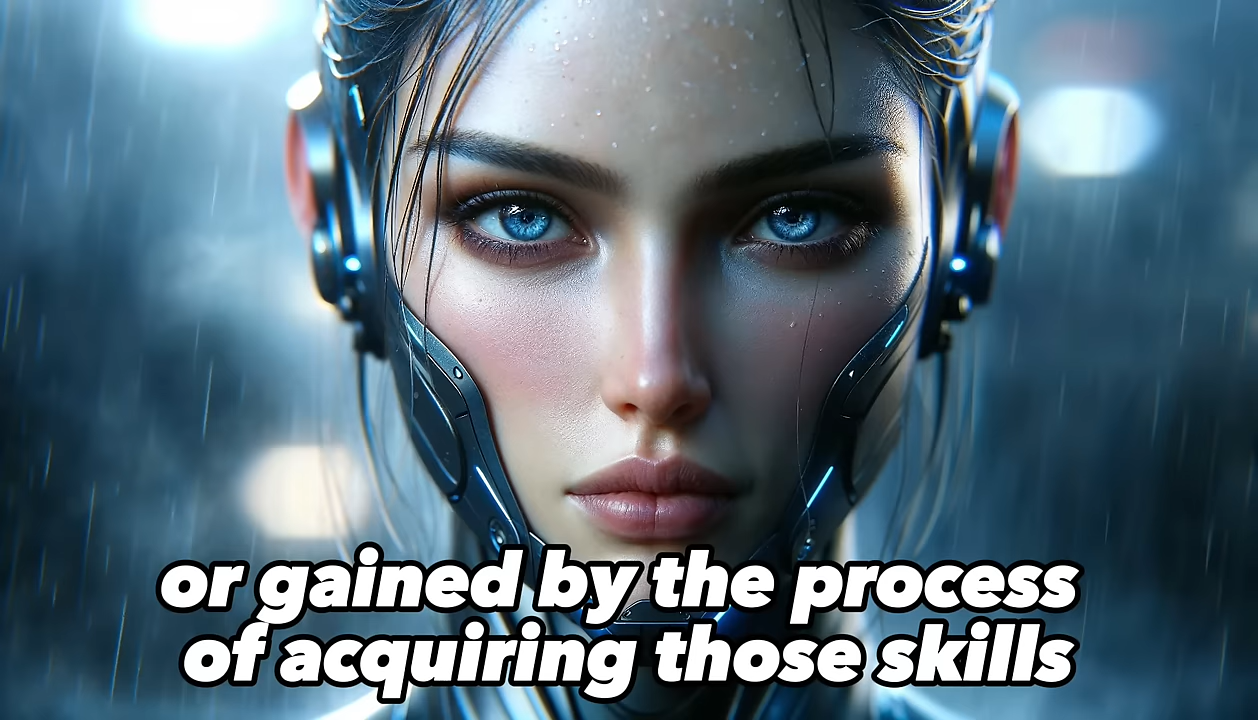 or gained by the process
of acquiring those skills